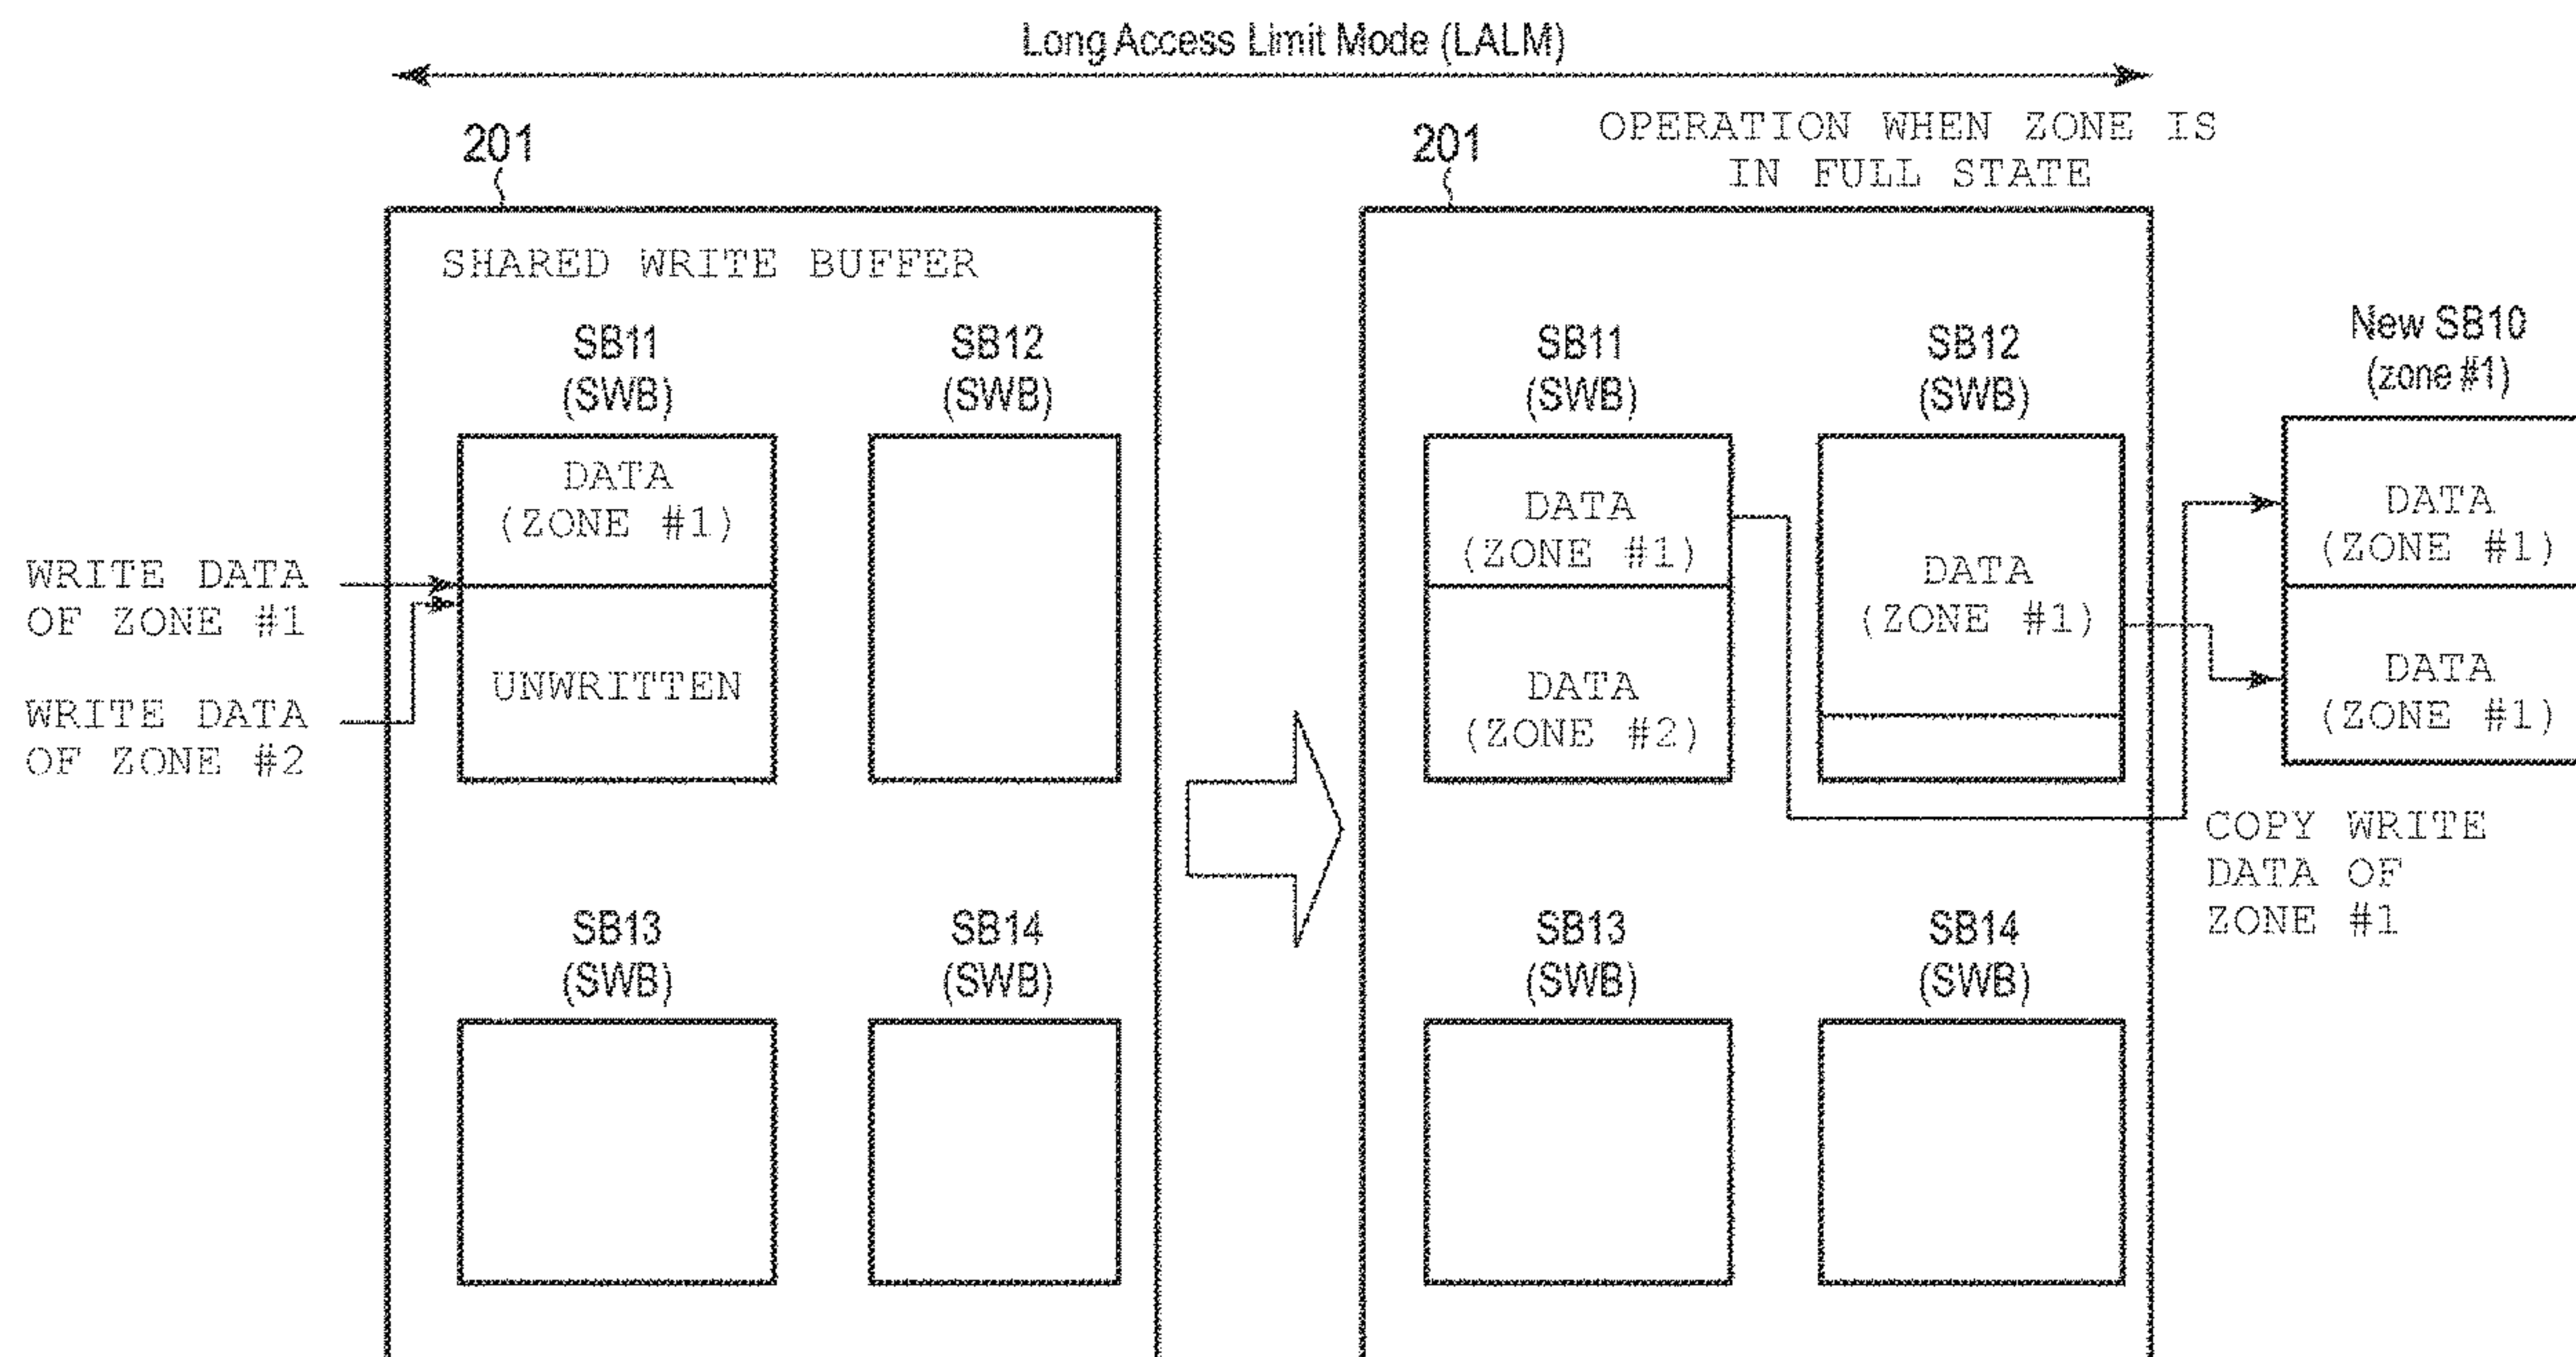 Long Access Limit Mode (LALM)
201
SHARED WRITE BUFFER
SB11
(SWB)
SB12
(SWB)
DATA
(ZONE #1)
UNWRITTEN
WRITE DATA
OF ZONE #1
WRITE DATA
OF ZONE #2
SB13
(SWB)
SB14
(SWB)
201
OPERATION WHEN ZONE IS
IN FULL STATE
SB11
(SWB)
SB12
(SWB)
DATA
(ZONE #1)
DATA
(ZONE #2)
DATA
(ZONE #1)
New SB10
(zone #1)
DATA
(ZONE #1)
DATA
(ZONE #1)
COPY WRITE
DATA OF
ZONE #1
SB13
(SWB)
SB14
(SWB)